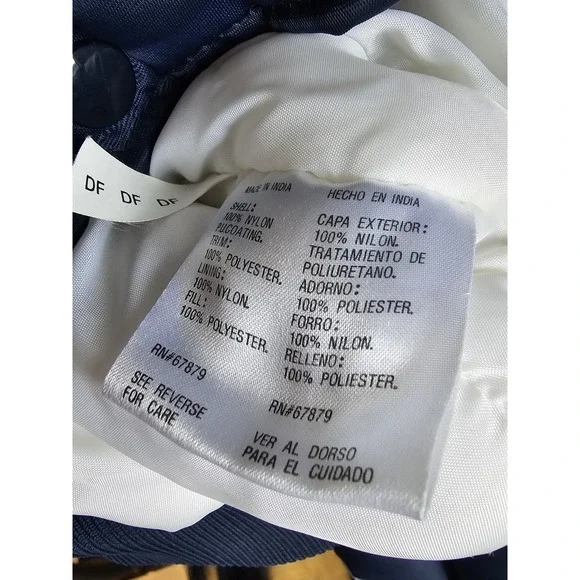 DF DF DF
MADE IN INDIA
SHELL:
100% NYLON
P.U.COATING.
TRIM:
100% POLYESTER.
LINING:
100% NYLON.
FILL:
100% POLYESTER.
RN#67879
SEE REVERSE
FOR CARE
HECHO EN INDIA
CAPA EXTERIOR:
100% NILON.
TRATAMIENTO DE
POLIURETANO.
ADORNO:
100% POLIESTER.
FORRO:
100% NILON.
RELLENO:
100% POLIESTER.
RN#67879
VER AL DORSO
PARA EL CUIDADO